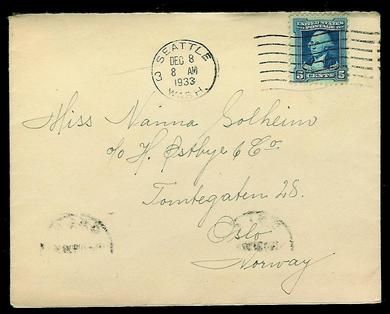 SEATTLE
3
DEC 8
8 AM
1933
WASH.
UNITED STATES
POSTAGE
5 CENTS 5
Miss Nanna Solheim
c/o H. Østbye & Co.
Tomtegaten 28.
Oslo
Norway